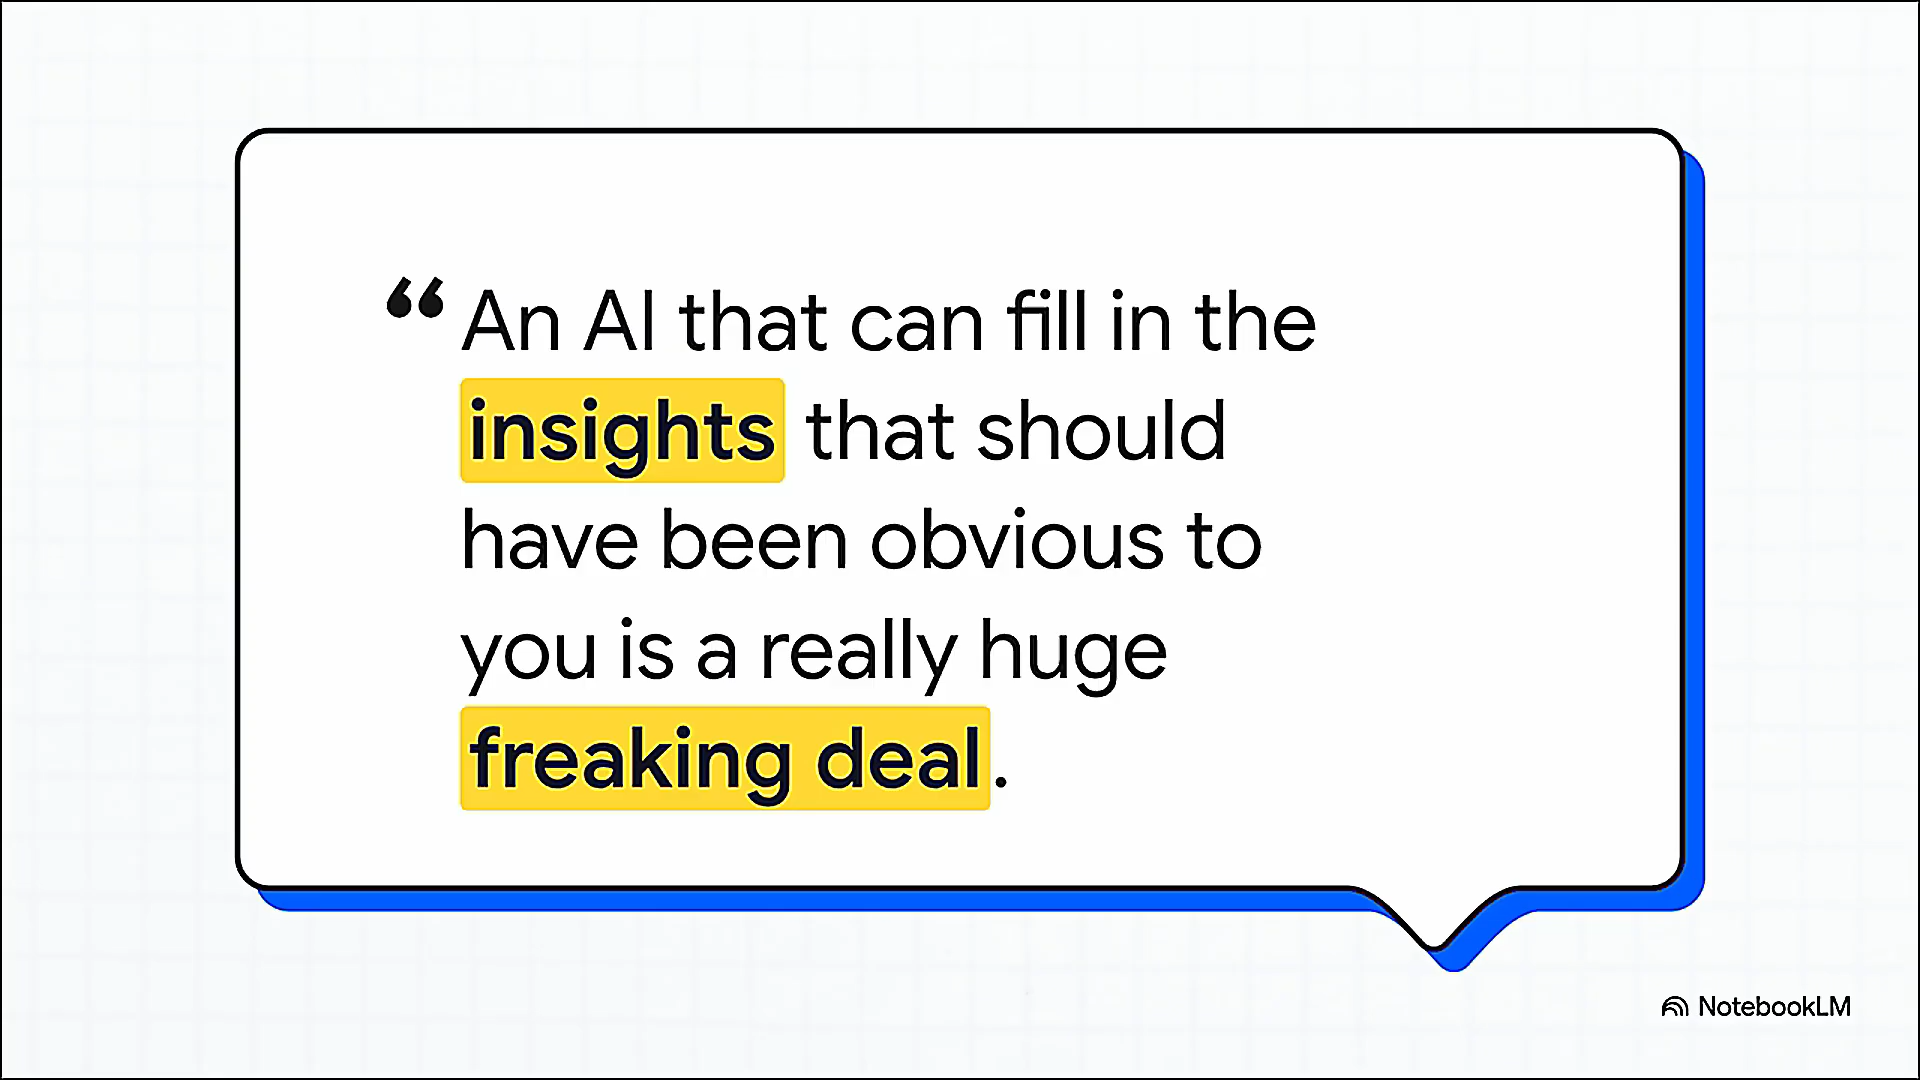 “An AI that can fill in the
insights that should
have been obvious to
you is a really huge
freaking deal.
NotebookLM